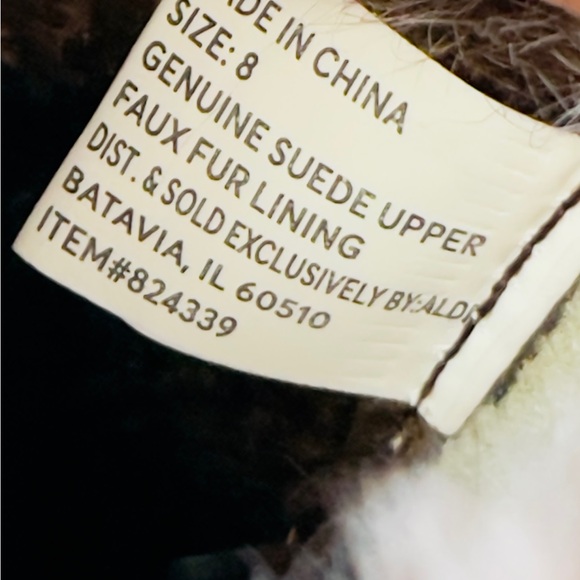 MADE IN CHINA
SIZE: 8
GENUINE SUEDE UPPER
FAUX FUR LINING
DIST. & SOLD EXCLUSIVELY BY:ALDI
BATAVIA, IL 60510
ITEM#824339